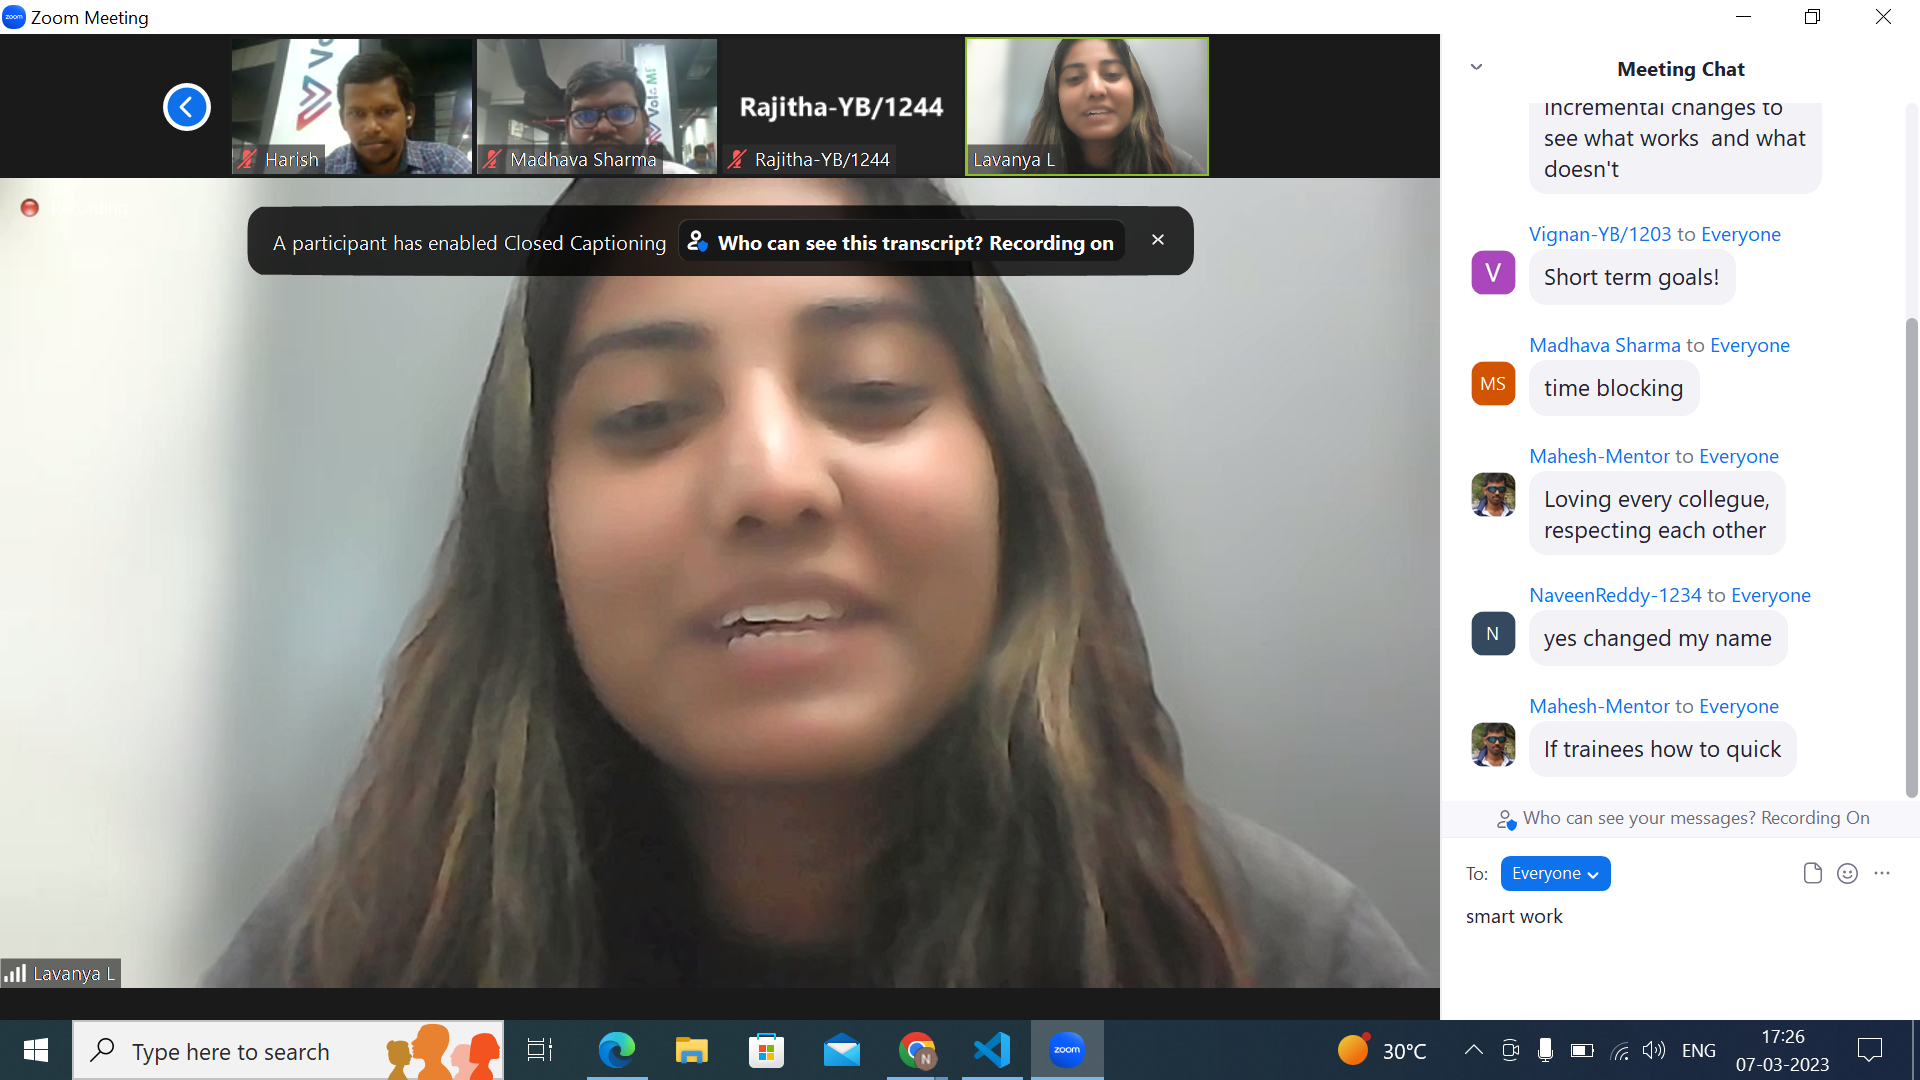 zoom Zoom Meeting
Harish
Madhava Sharma
Rajitha-YB/1244
Rajitha-YB/1244
Lavanya L
Recording
A participant has enabled Closed Captioning
Who can see this transcript? Recording on
Lavanya L
Meeting Chat
incremental changes to
see what works and what
doesn't
Vignan-YB/1203 to Everyone
V
Short term goals!
Madhava Sharma to Everyone
MS
time blocking
Mahesh-Mentor to Everyone
Loving every collegue,
respecting each other
NaveenReddy-1234 to Everyone
N
yes changed my name
Mahesh-Mentor to Everyone
If trainees how to quick
Who can see your messages? Recording On
To: Everyone
smart work
Type here to search
N
zoom
30°C
ENG
17:26
07-03-2023